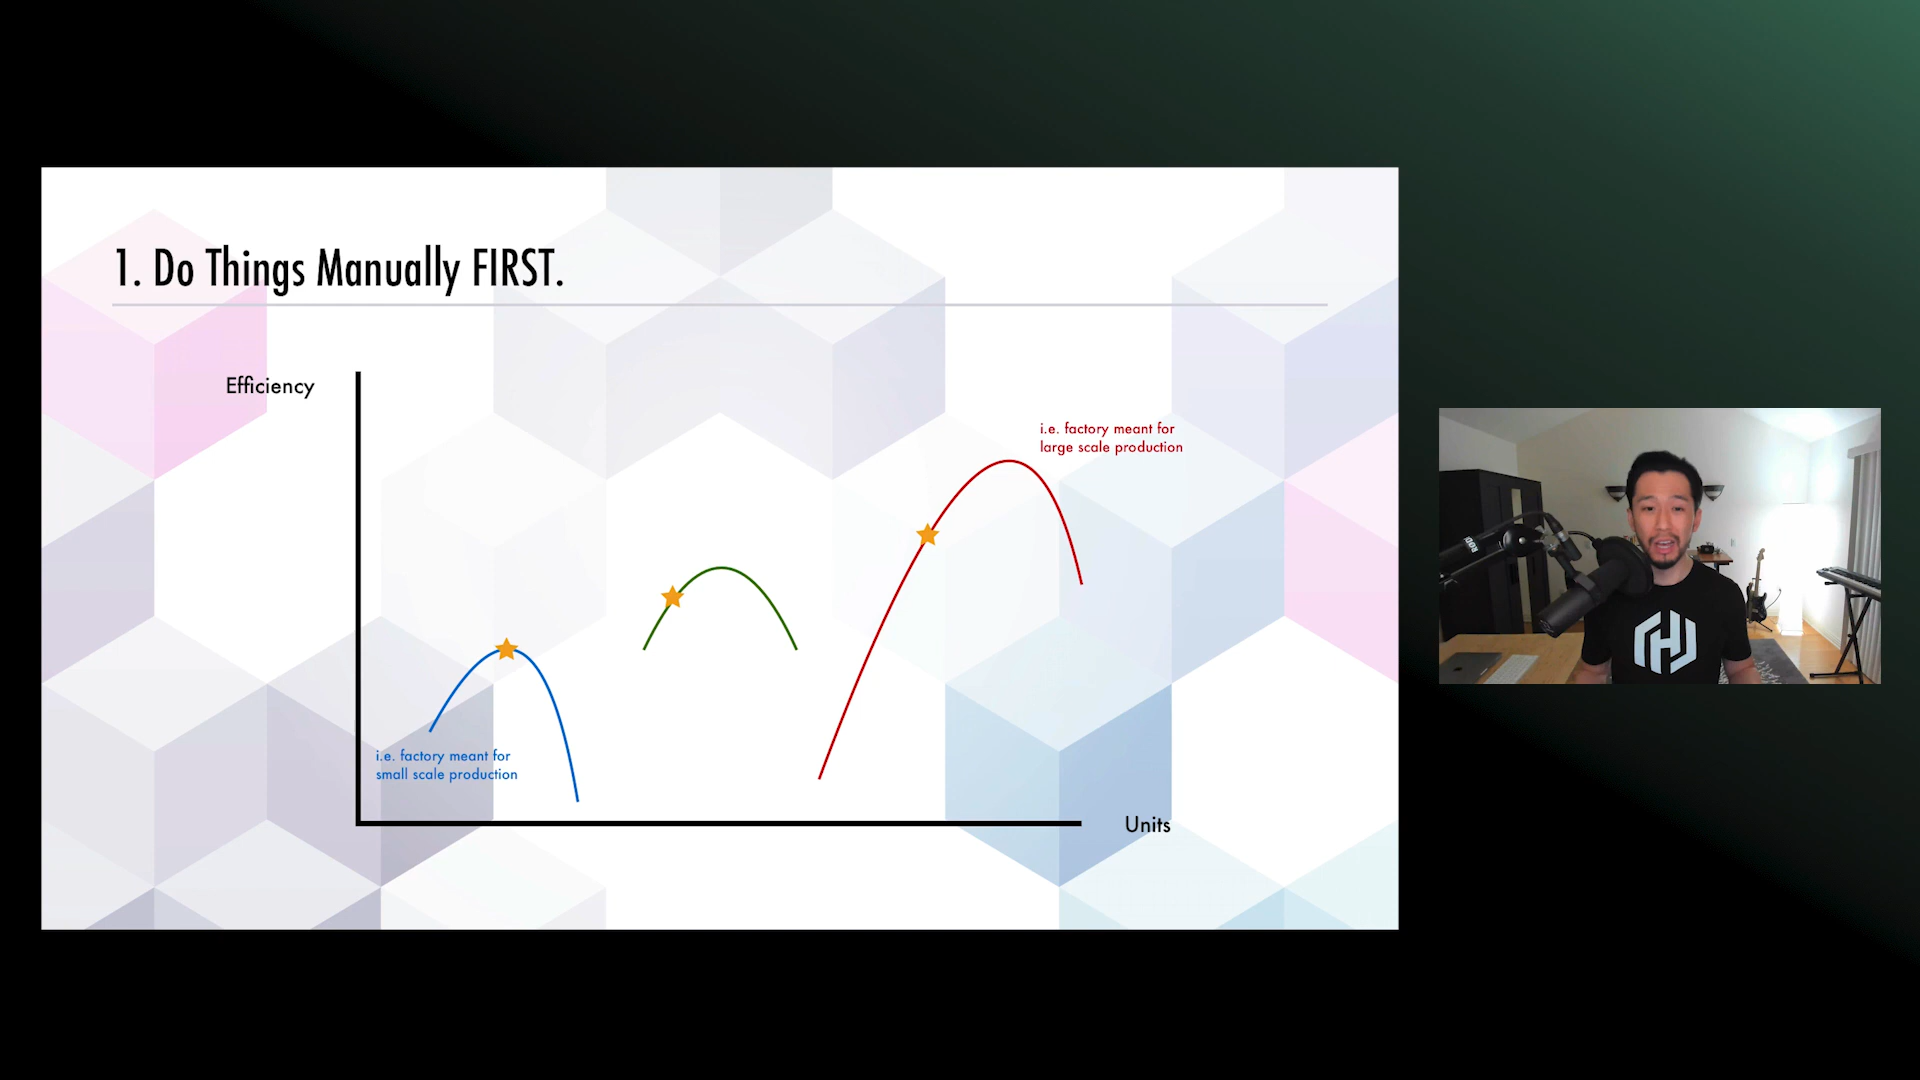 1. Do Things Manually FIRST.
Efficiency
i.e. factory meant for
large scale production
i.e. factory meant for
small scale production
Units
RODE